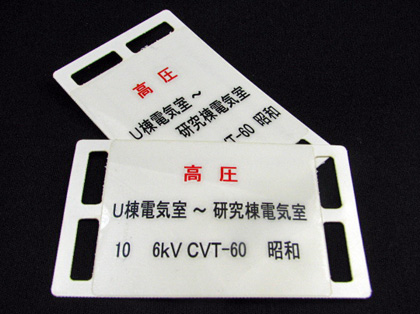 高圧
U棟電気室～
研究棟電気室
CVT-60 昭和
高圧
U棟電気室～研究棟電気室
10 6kV CVT-60 昭和